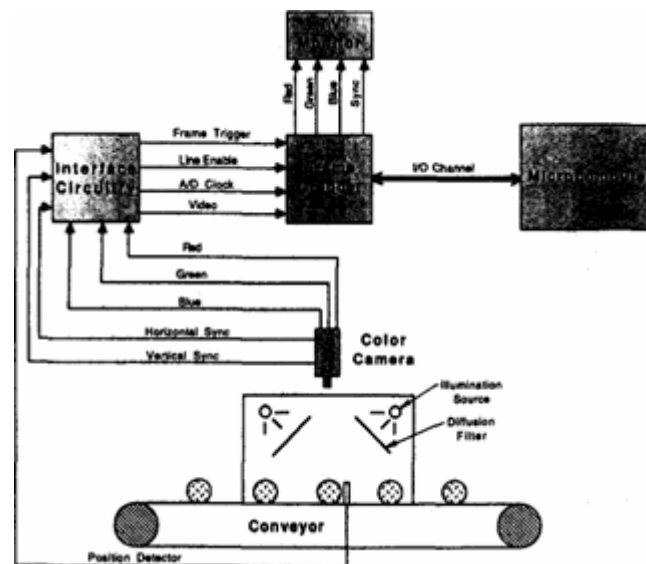 Monitor
Red
Green
Blue
Sync
Frame Trigger
Line Enable
A/D Clock
Video
Interface
Circuitry
I/O Channel
Red
Green
Blue
Horizontal Sync
Vertical Sync
Color
Camera
Illumination
Source
Diffusion
Filter
Conveyor
Position Detector